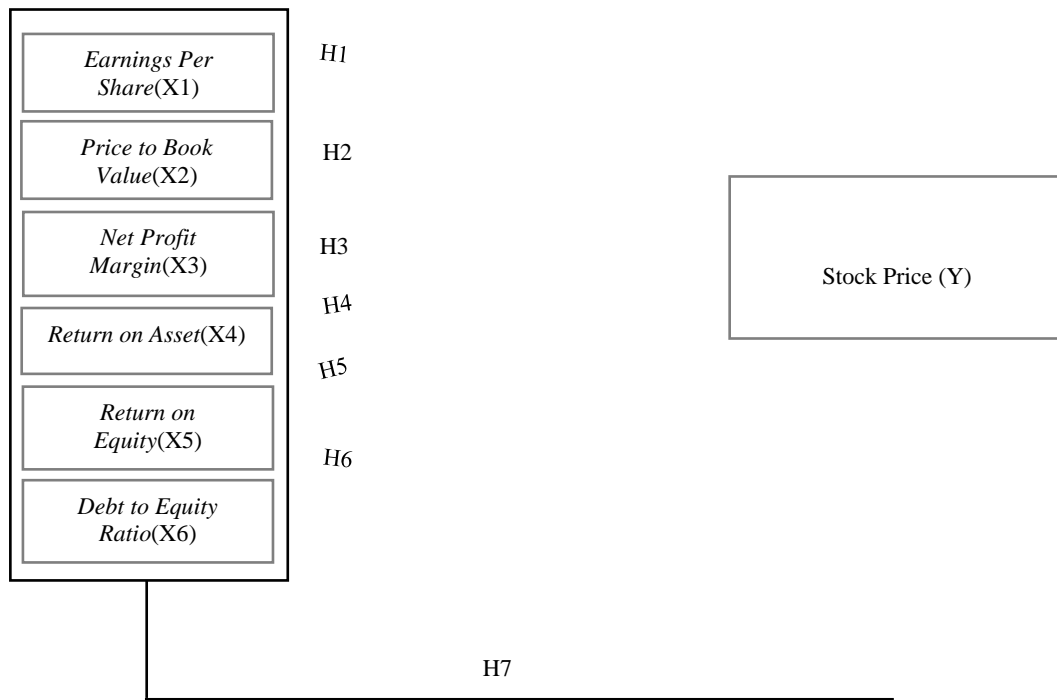 Earnings Per
Share(X1)
H1
Price to Book
Value(X2)
H2
Net Profit
Margin(X3)
H3
Stock Price (Y)
H4
Return on Asset(X4)
H5
Return on
Equity(X5)
H6
Debt to Equity
Ratio(X6)
H7